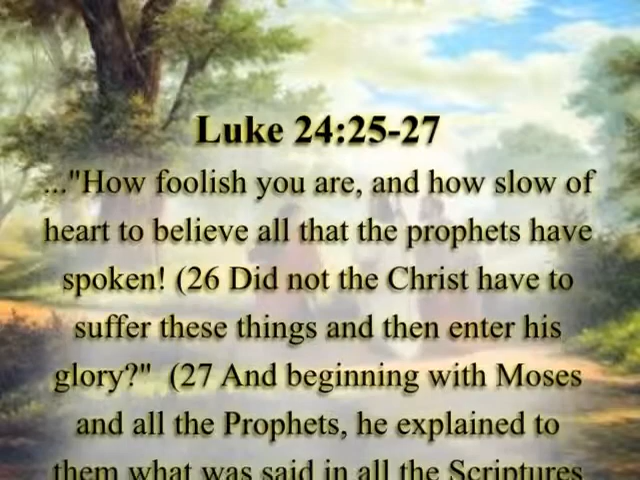 Luke 24:25-27
..."How foolish you are, and how slow of
heart to believe all that the prophets have
spoken! (26 Did not the Christ have to
suffer these things and then enter his
glory?"  (27 And beginning with Moses
and all the Prophets, he explained to
them what was said in all the Scriptures